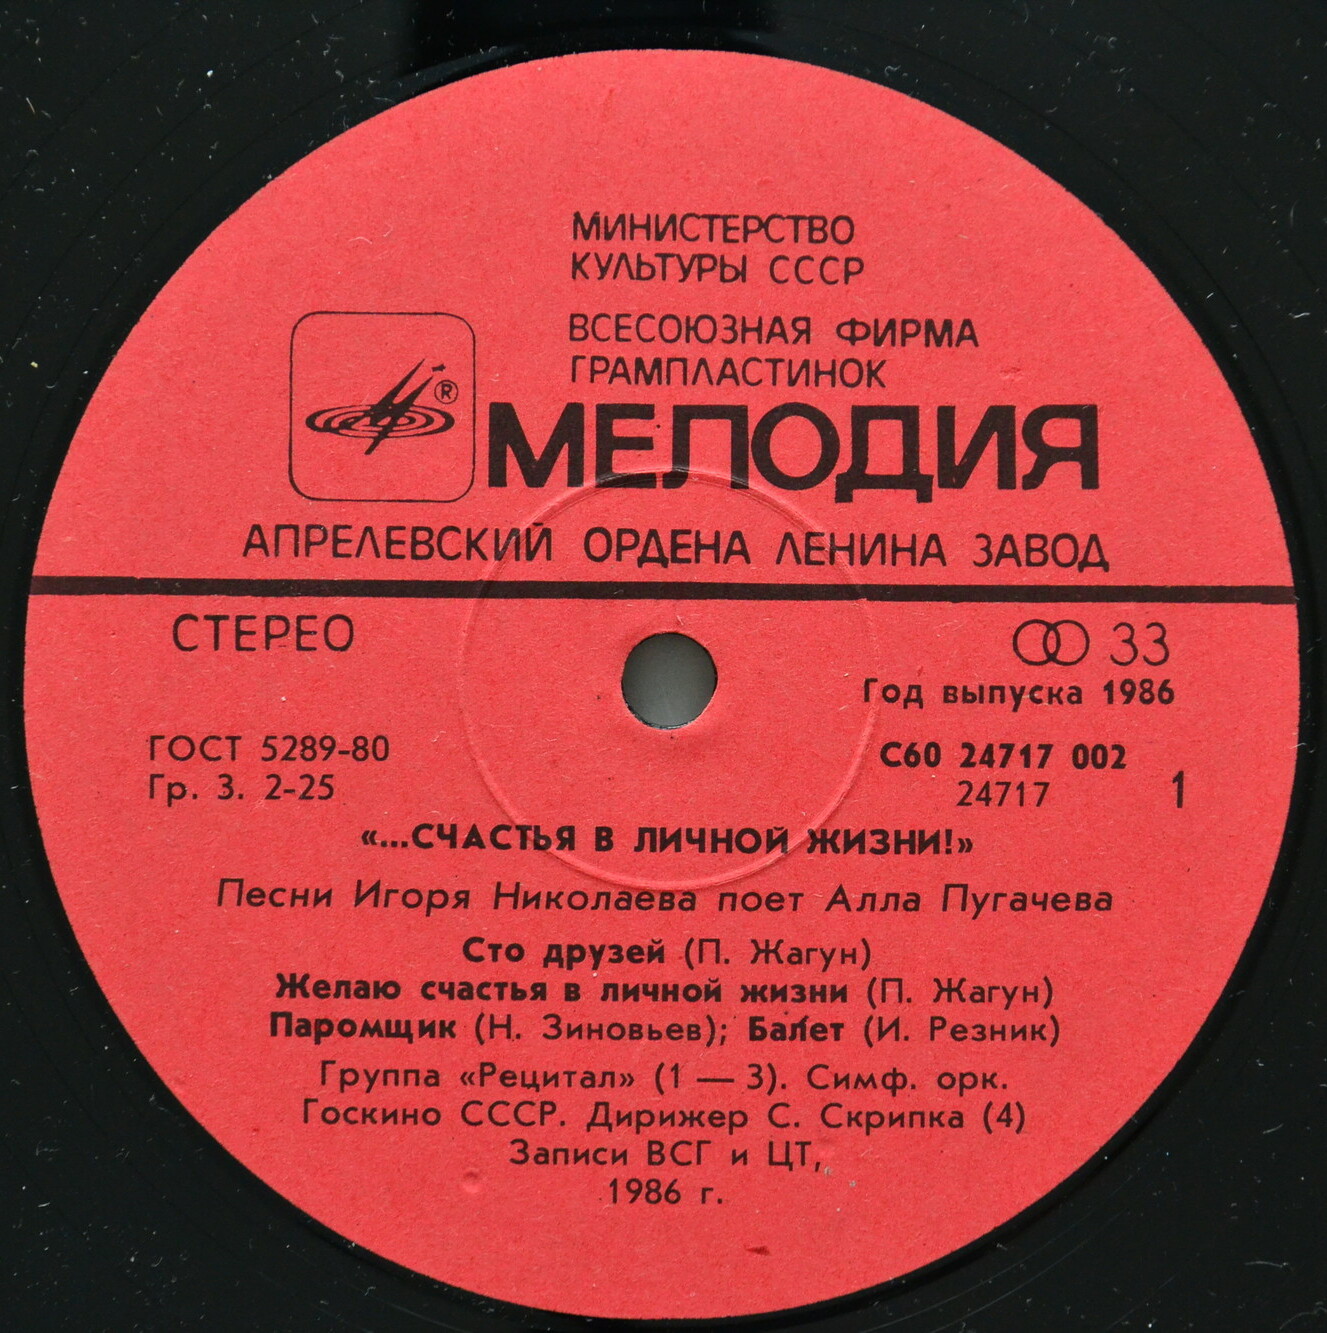 МИНИСТЕРСТВО
КУЛЬТУРЫ СССР
ВСЕСОЮЗНАЯ ФИРМА
ГРАМПЛАСТИНОК
®
МЕЛОДИЯ
АПРЕЛЕВСКИЙ ОРДЕНА ЛЕНИНА ЗАВОД
СТЕРЕО
33
Год выпуска 1986
ГОСТ 5289-80
Гр. 3. 2-25
С60 24717 002
24717
1
«...СЧАСТЬЯ В ЛИЧНОЙ ЖИЗНИ!»
Песни Игоря Николаева поет Алла Пугачева
Сто друзей (П. Жагун)
Желаю счастья в личной жизни (П. Жагун)
Паромщик (Н. Зиновьев); Балет (И. Резник)
Группа «Рецитал» (1 — 3). Симф. орк.
Госкино СССР. Дирижер С. Скрипка (4)
Записи ВСГ и ЦТ,
1986 г.